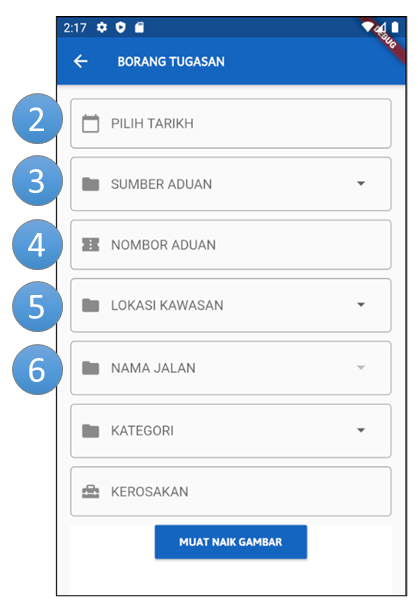 2:17
DEBUG
BORANG TUGASAN
2 PILIH TARIKH
3 SUMBER ADUAN
4 NOMBOR ADUAN
5 LOKASI KAWASAN
6 NAMA JALAN
KATEGORI
KEROSAKAN
MUAT NAIK GAMBAR